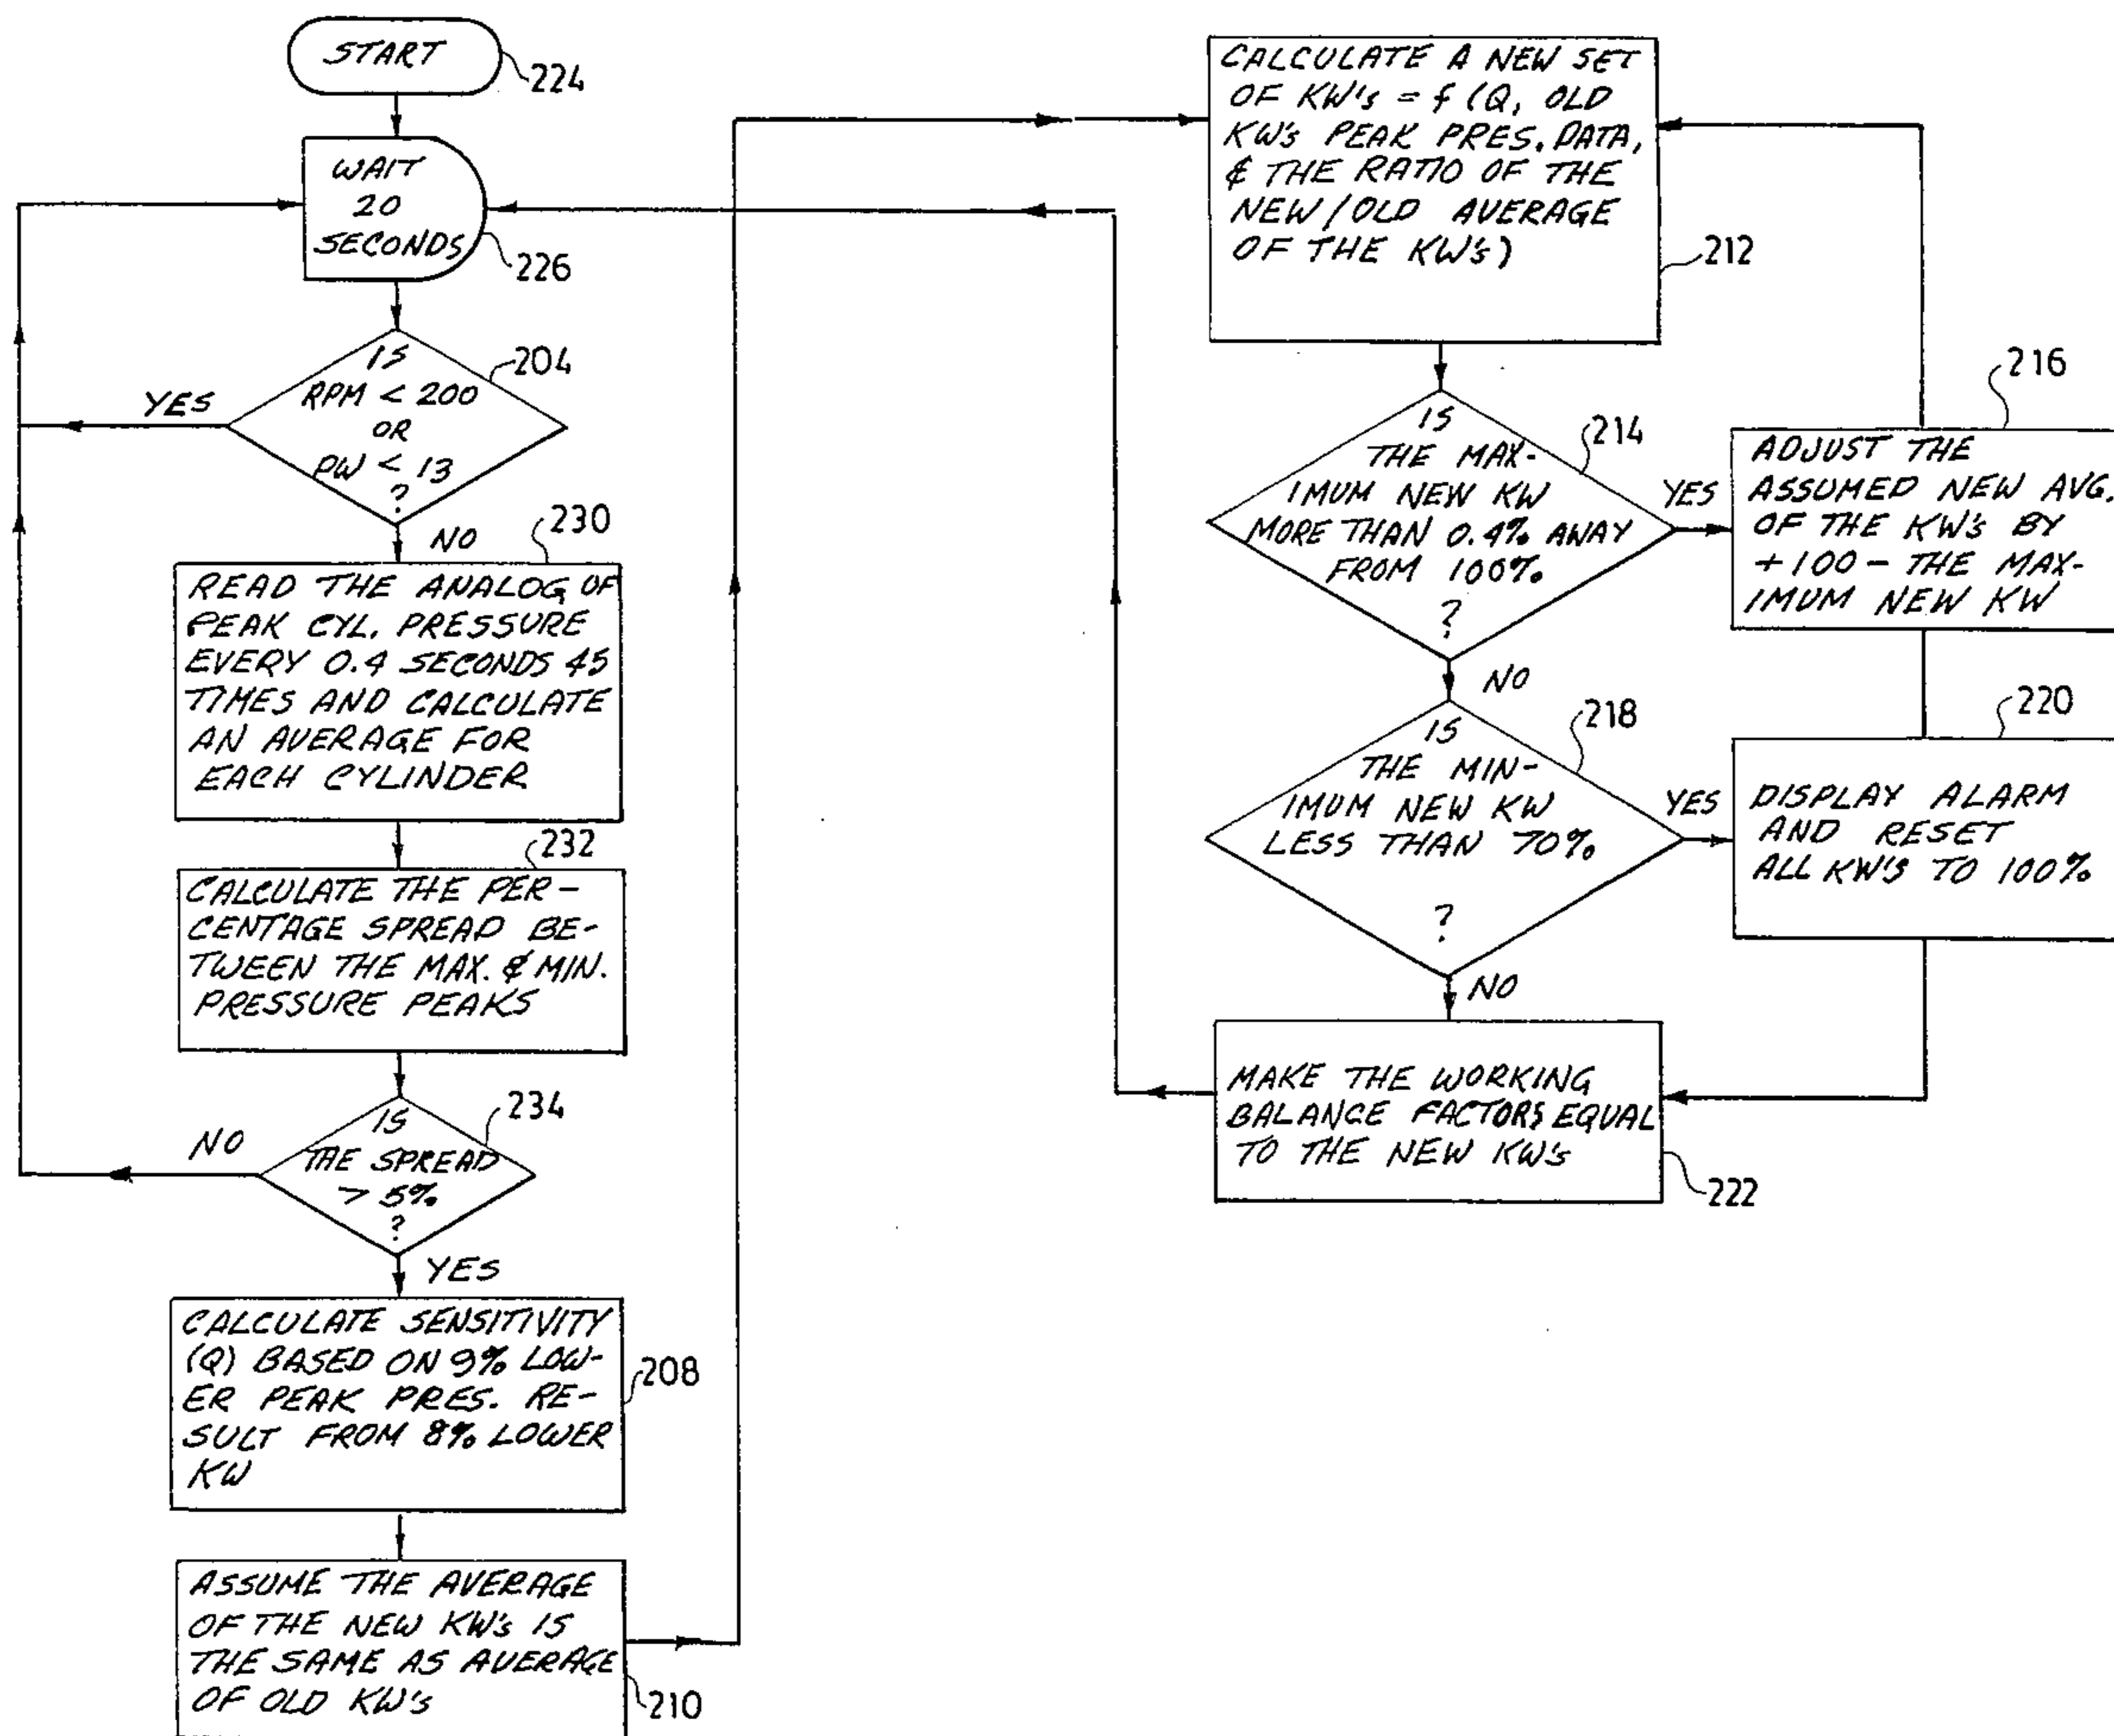 START
224
WAIT
20
SECONDS
226
IS
RPM < 200
OR
PW < 13
?
204
YES
NO
230
READ THE ANALOG OF
PEAK CYL. PRESSURE
EVERY 0.4 SECONDS 45
TIMES AND CALCULATE
AN AVERAGE FOR
EACH CYLINDER
232
CALCULATE THE PER-
CENTAGE SPREAD BE-
TWEEN THE MAX. & MIN.
PRESSURE PEAKS
234
IS
THE SPREAD
> 5%
?
NO
YES
CALCULATE SENSITIVITY
(Q) BASED ON 9% LOW-
ER PEAK PRES. RE-
SULT FROM 8% LOWER
KW
208
ASSUME THE AVERAGE
OF THE NEW KW's IS
THE SAME AS AVERAGE
OF OLD KW's
210
CALCULATE A NEW SET
OF KW's = f (Q, OLD
KW's PEAK PRES. DATA,
& THE RATIO OF THE
NEW/OLD AVERAGE
OF THE KW's)
212
IS
THE MAX-
IMUM NEW KW
MORE THAN 0.4% AWAY
FROM 100%
?
214
YES
NO
216
ADJUST THE
ASSUMED NEW AVG.
OF THE KW's BY
+100 - THE MAX-
IMUM NEW KW
IS
THE MIN-
IMUM NEW KW
LESS THAN 70%
?
218
YES
NO
220
DISPLAY ALARM
AND RESET
ALL KW'S TO 100%
MAKE THE WORKING
BALANCE FACTORS EQUAL
TO THE NEW KW's
222